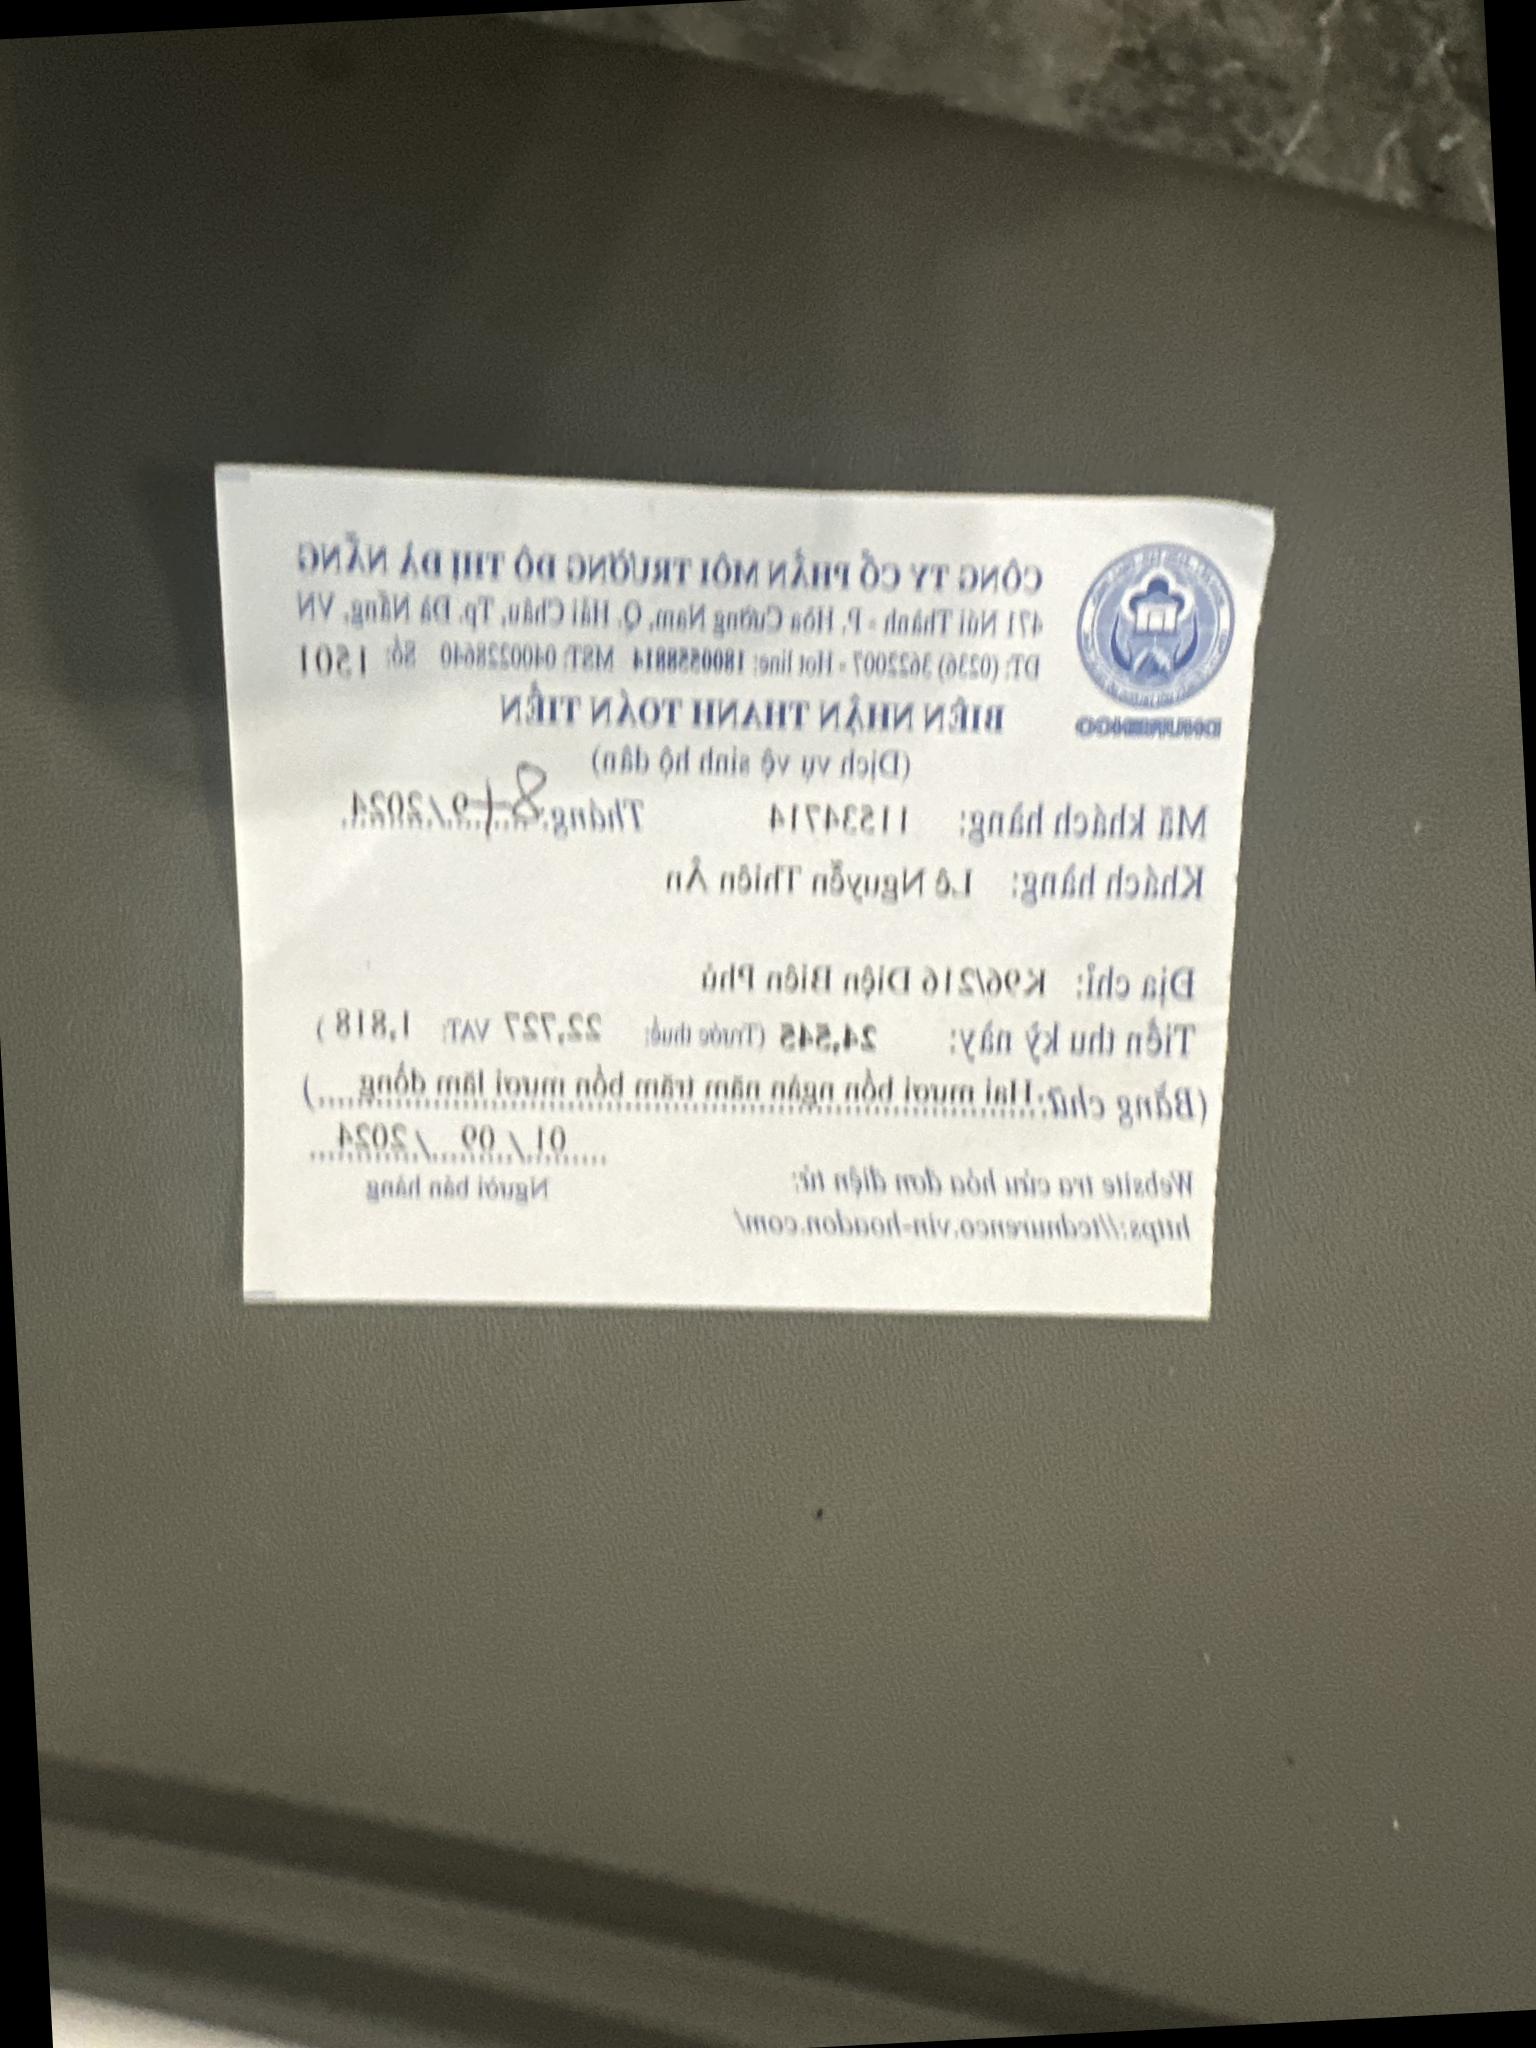 CÔNG TY CỔ PHẦN MÔI TRƯỜNG ĐÔ THỊ ĐÀ NẴNG
471 Núi Thành - P. Hòa Cường Nam, Q. Hải Châu, Tp. Đà Nẵng, VN
ĐT: (0236) 3622007 - Hot line: 1800558814 MST: 0400228640 Số: 1501
DNURENCO
BIÊN NHẬN THANH TOÁN TIỀN
(Dịch vụ vệ sinh hộ dân)
Mã khách hàng: 11534714 Tháng 8+9/2024
Khách hàng: Lê Nguyễn Thiên Ân
Địa chỉ: K96/216 Điện Biên Phủ
Tiền thu kỳ này: 24,545 (Trước thuế: 22,727 VAT: 1,818 )
(Bằng chữ: Hai mươi bốn ngàn năm trăm bốn mươi lăm đồng....)
01 / 09 / 2024
Người bán hàng
Website tra cứu hóa đơn điện tử:
https://tcdnurenco.vin-hoadon.com/